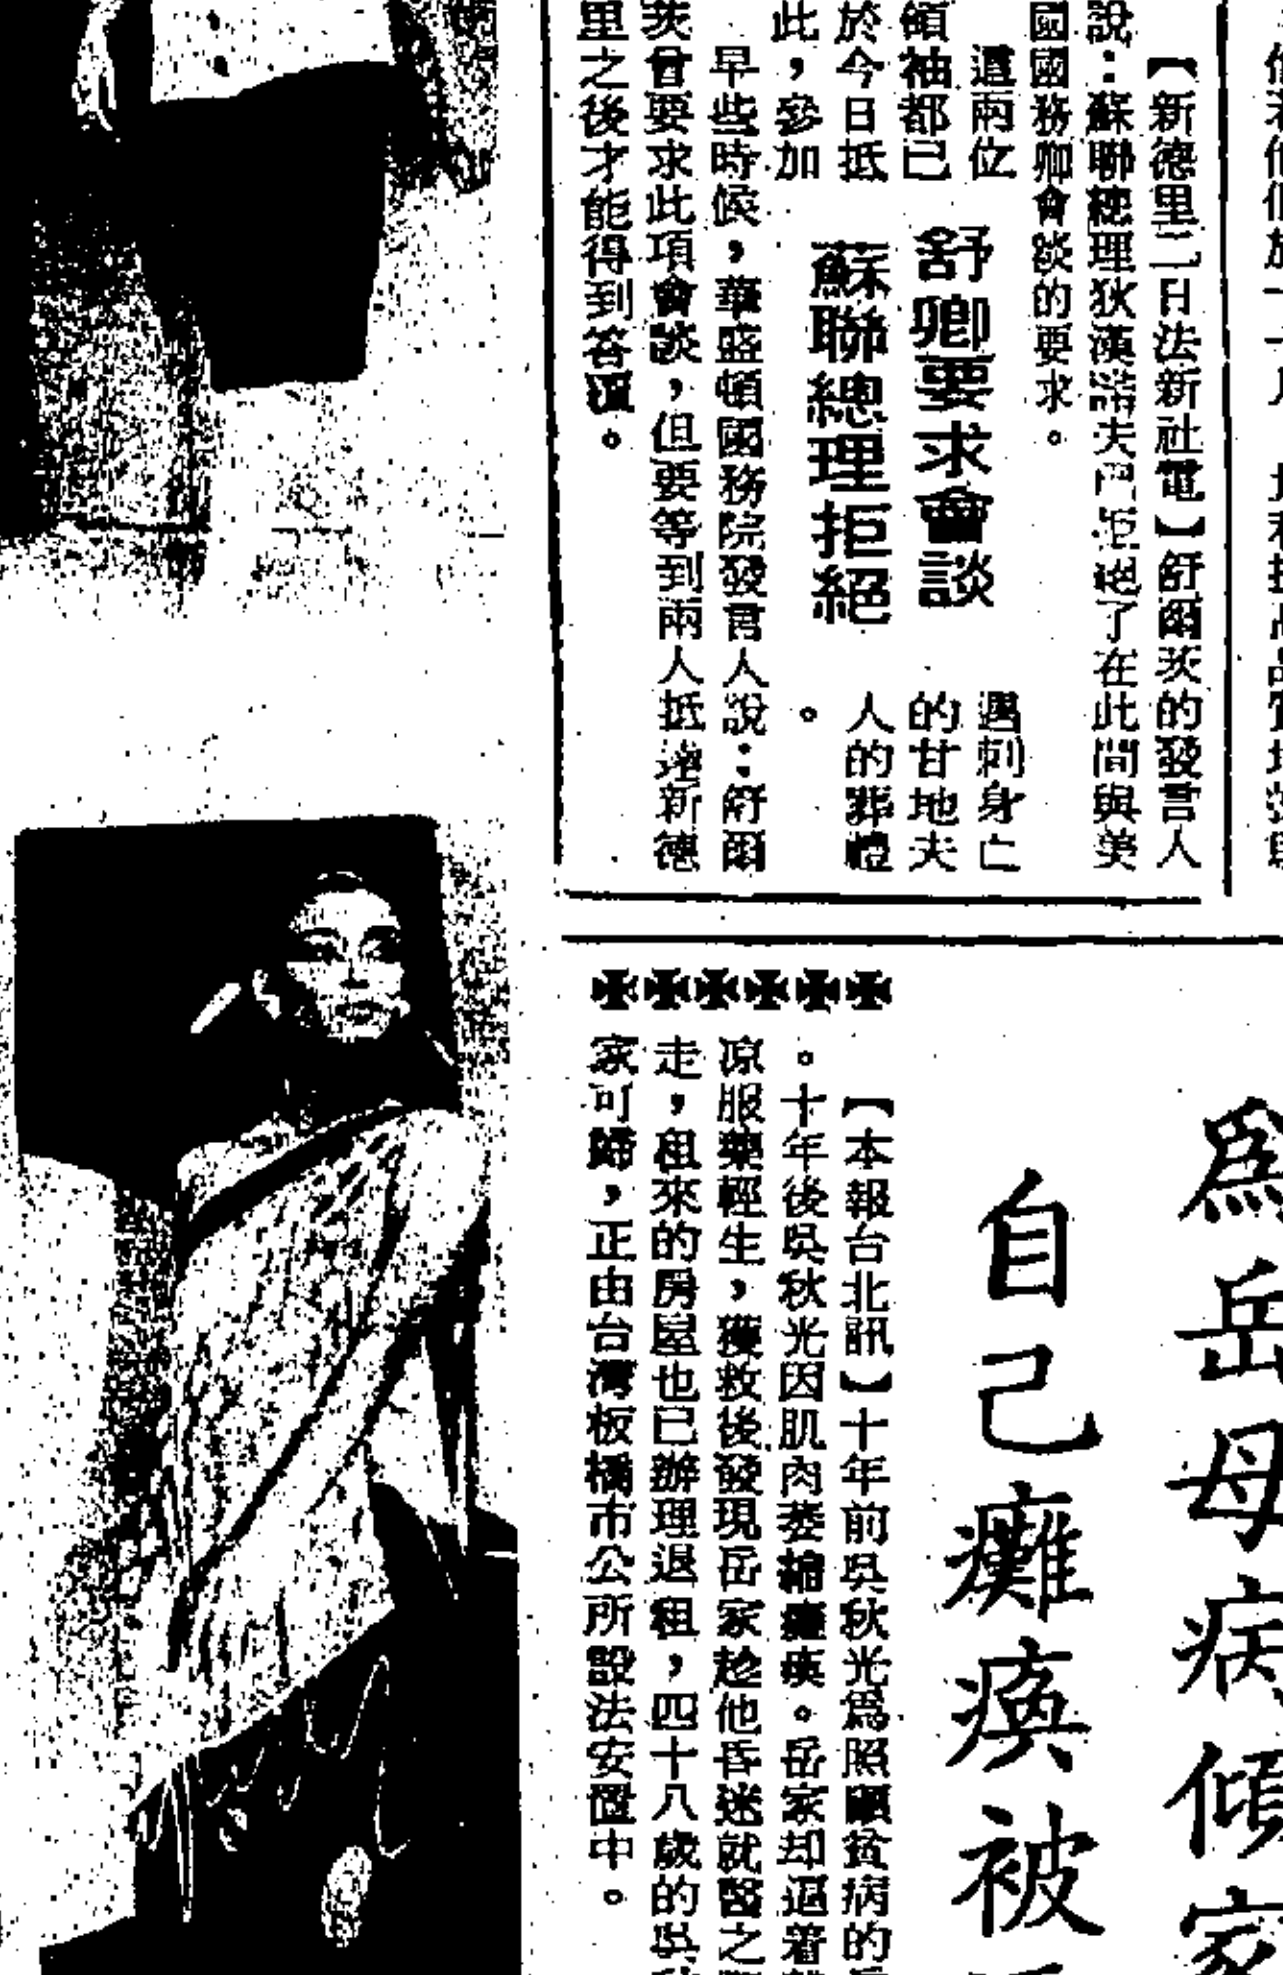 舒卿要求會談
蘇聯總理拒絕
【新德里二日法新社電】舒爾茨的發言人
說：蘇聯總理狄漢諾夫已拒絕了在此間與美
國國務卿會談的要求。
這兩位
領袖都已
於今日抵
此，參加
遇刺身亡
的甘地夫
人的葬禮
。
早些時候，華盛頓國務院發言人說：舒爾
茨曾要求此項會談，但要等到兩人抵達新德
里之後才能得到答覆。
爲岳母病傾家
自己癱瘓被
【本報台北訊】十年前吳秋光爲照顧貧病的
。十年後吳秋光因肌肉萎縮癱瘓。岳家却逼着
凉服藥輕生，獲救後發現岳家趁他昏迷就醫之
走，租來的房屋也已辦理退租，四十八歲的吳
家可歸，正由台灣板橋市公所設法安置中。